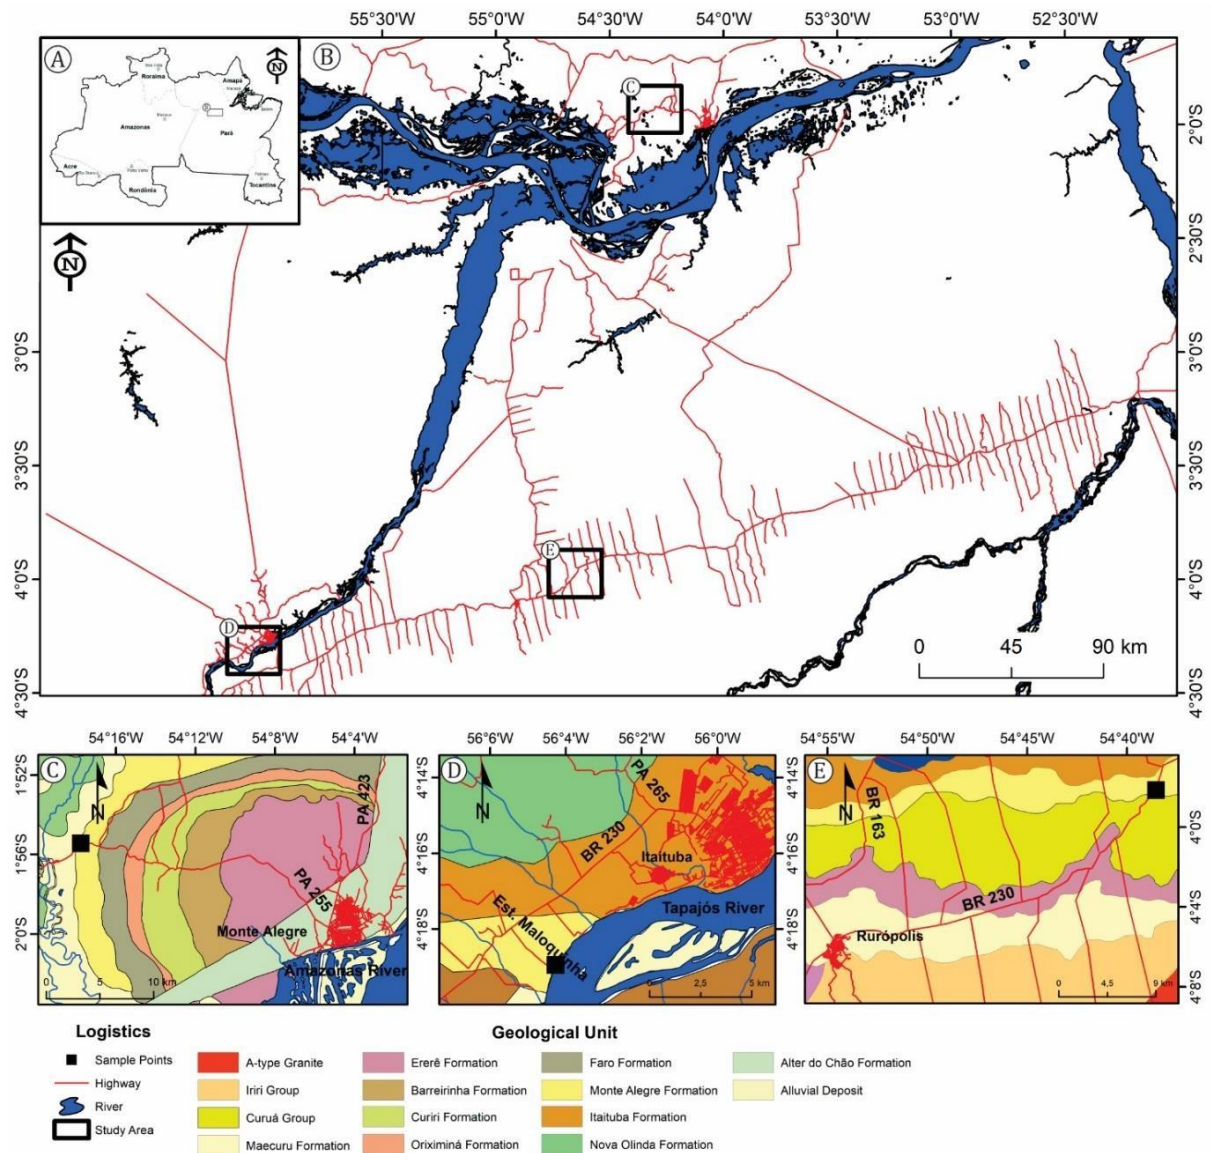 55°30'W 55°0'W 54°30'W 54°0'W 53°30'W 53°0'W 52°30'W
A
N
Roraima
Amapá
Amazonas
Pará
Acre
Rondônia
Tocantins
B
B
C
D
E
N
2°0'S
2°30'S
3°0'S
3°30'S
4°0'S
4°30'S
3°0'S
3°30'S
4°0'S
4°30'S
0 45 90 km
54°16'W 54°12'W 54°8'W 54°4'W
C
N
1°52'S
1°56'S
2°0'S
PA 423
PA 255
Monte Alegre
Amazonas River
0 5 10 km
56°6'W 56°4'W 56°2'W 56°0'W
D
N
4°14'S
4°16'S
4°18'S
PA 265
BR 230
Itaituba
Est. Maloquinha
Tapajós River
0 2,5 5 km
54°55'W 54°50'W 54°45'W 54°40'W
E
N
4°0'S
4°4'S
4°8'S
BR 163
BR 230
Rurópolis
0 4,5 9 km
Logistics
Sample Points
Highway
River
Study Area
Geological Unit
A-type Granite
Iriri Group
Curuá Group
Maecuru Formation
Ererê Formation
Barreirinha Formation
Curiri Formation
Oriximiná Formation
Faro Formation
Monte Alegre Formation
Itaituba Formation
Nova Olinda Formation
Alter do Chão Formation
Alluvial Deposit